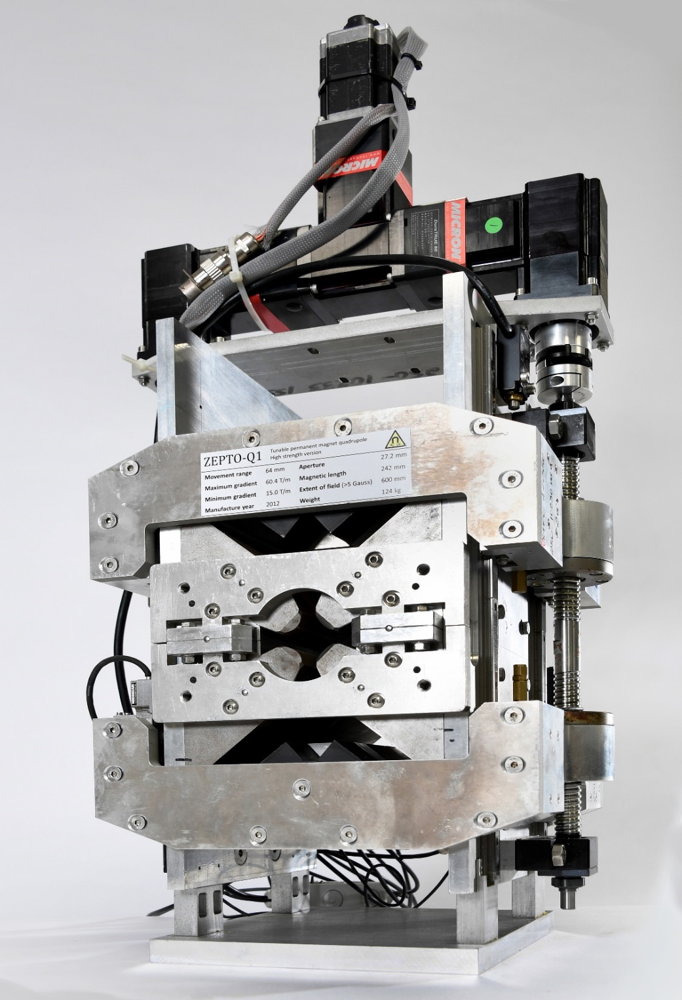 MICRON
MICRON
DuraTRUE 60
1
ZEPTO-Q1
Tunable permanent magnet quadrupole
High strength version
Movement range 64 mm
Maximum gradient 60.4 T/m
Minimum gradient 15.0 T/m
Manufacture year 2012
Aperture 27.2 mm
Magnetic length 242 mm
Extent of field (>5 Gauss) 600 mm
Weight 124 kg